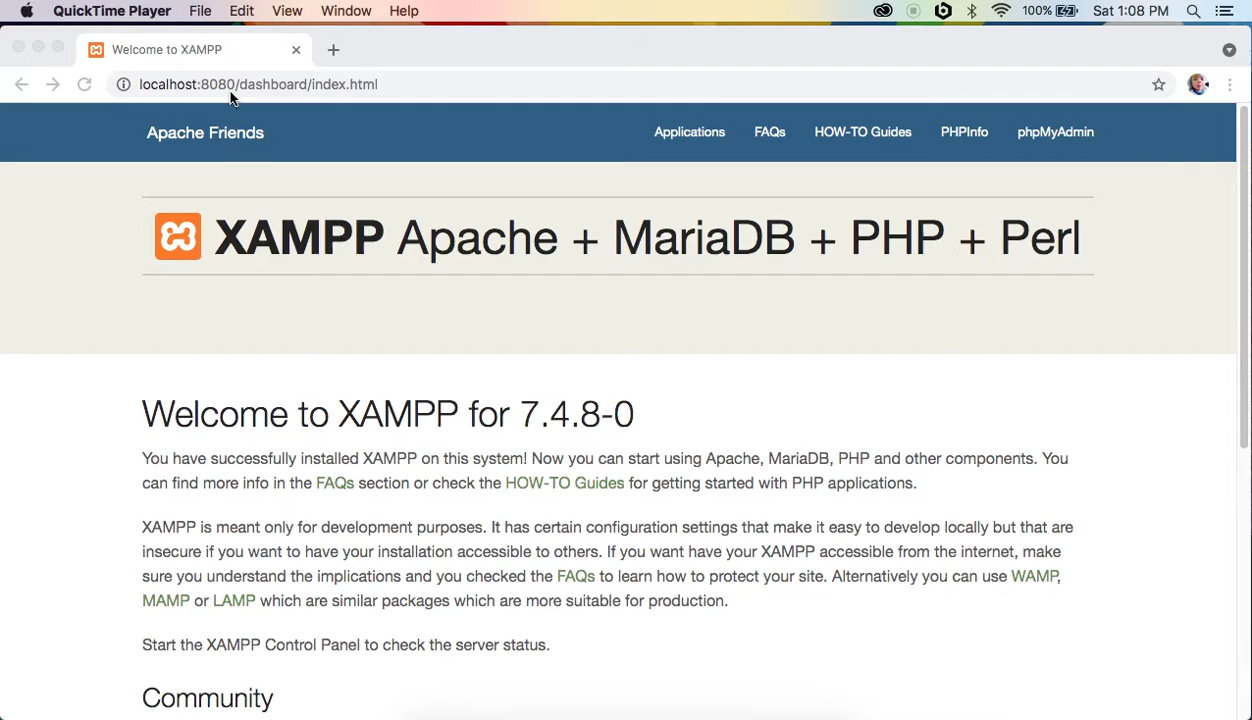 QuickTime Player File Edit View Window Help 100% Sat 1:08 PM
Welcome to XAMPP
localhost:8080/dashboard/index.html
Apache Friends Applications FAQs HOW-TO Guides PHPInfo phpMyAdmin
XAMPP Apache + MariaDB + PHP + Perl
Welcome to XAMPP for 7.4.8-0
You have successfully installed XAMPP on this system! Now you can start using Apache, MariaDB, PHP and other components. You
can find more info in the FAQs section or check the HOW-TO Guides for getting started with PHP applications.
XAMPP is meant only for development purposes. It has certain configuration settings that make it easy to develop locally but that are
insecure if you want to have your installation accessible to others. If you want have your XAMPP accessible from the internet, make
sure you understand the implications and you checked the FAQs to learn how to protect your site. Alternatively you can use WAMP,
MAMP or LAMP which are similar packages which are more suitable for production.
Start the XAMPP Control Panel to check the server status.
Community